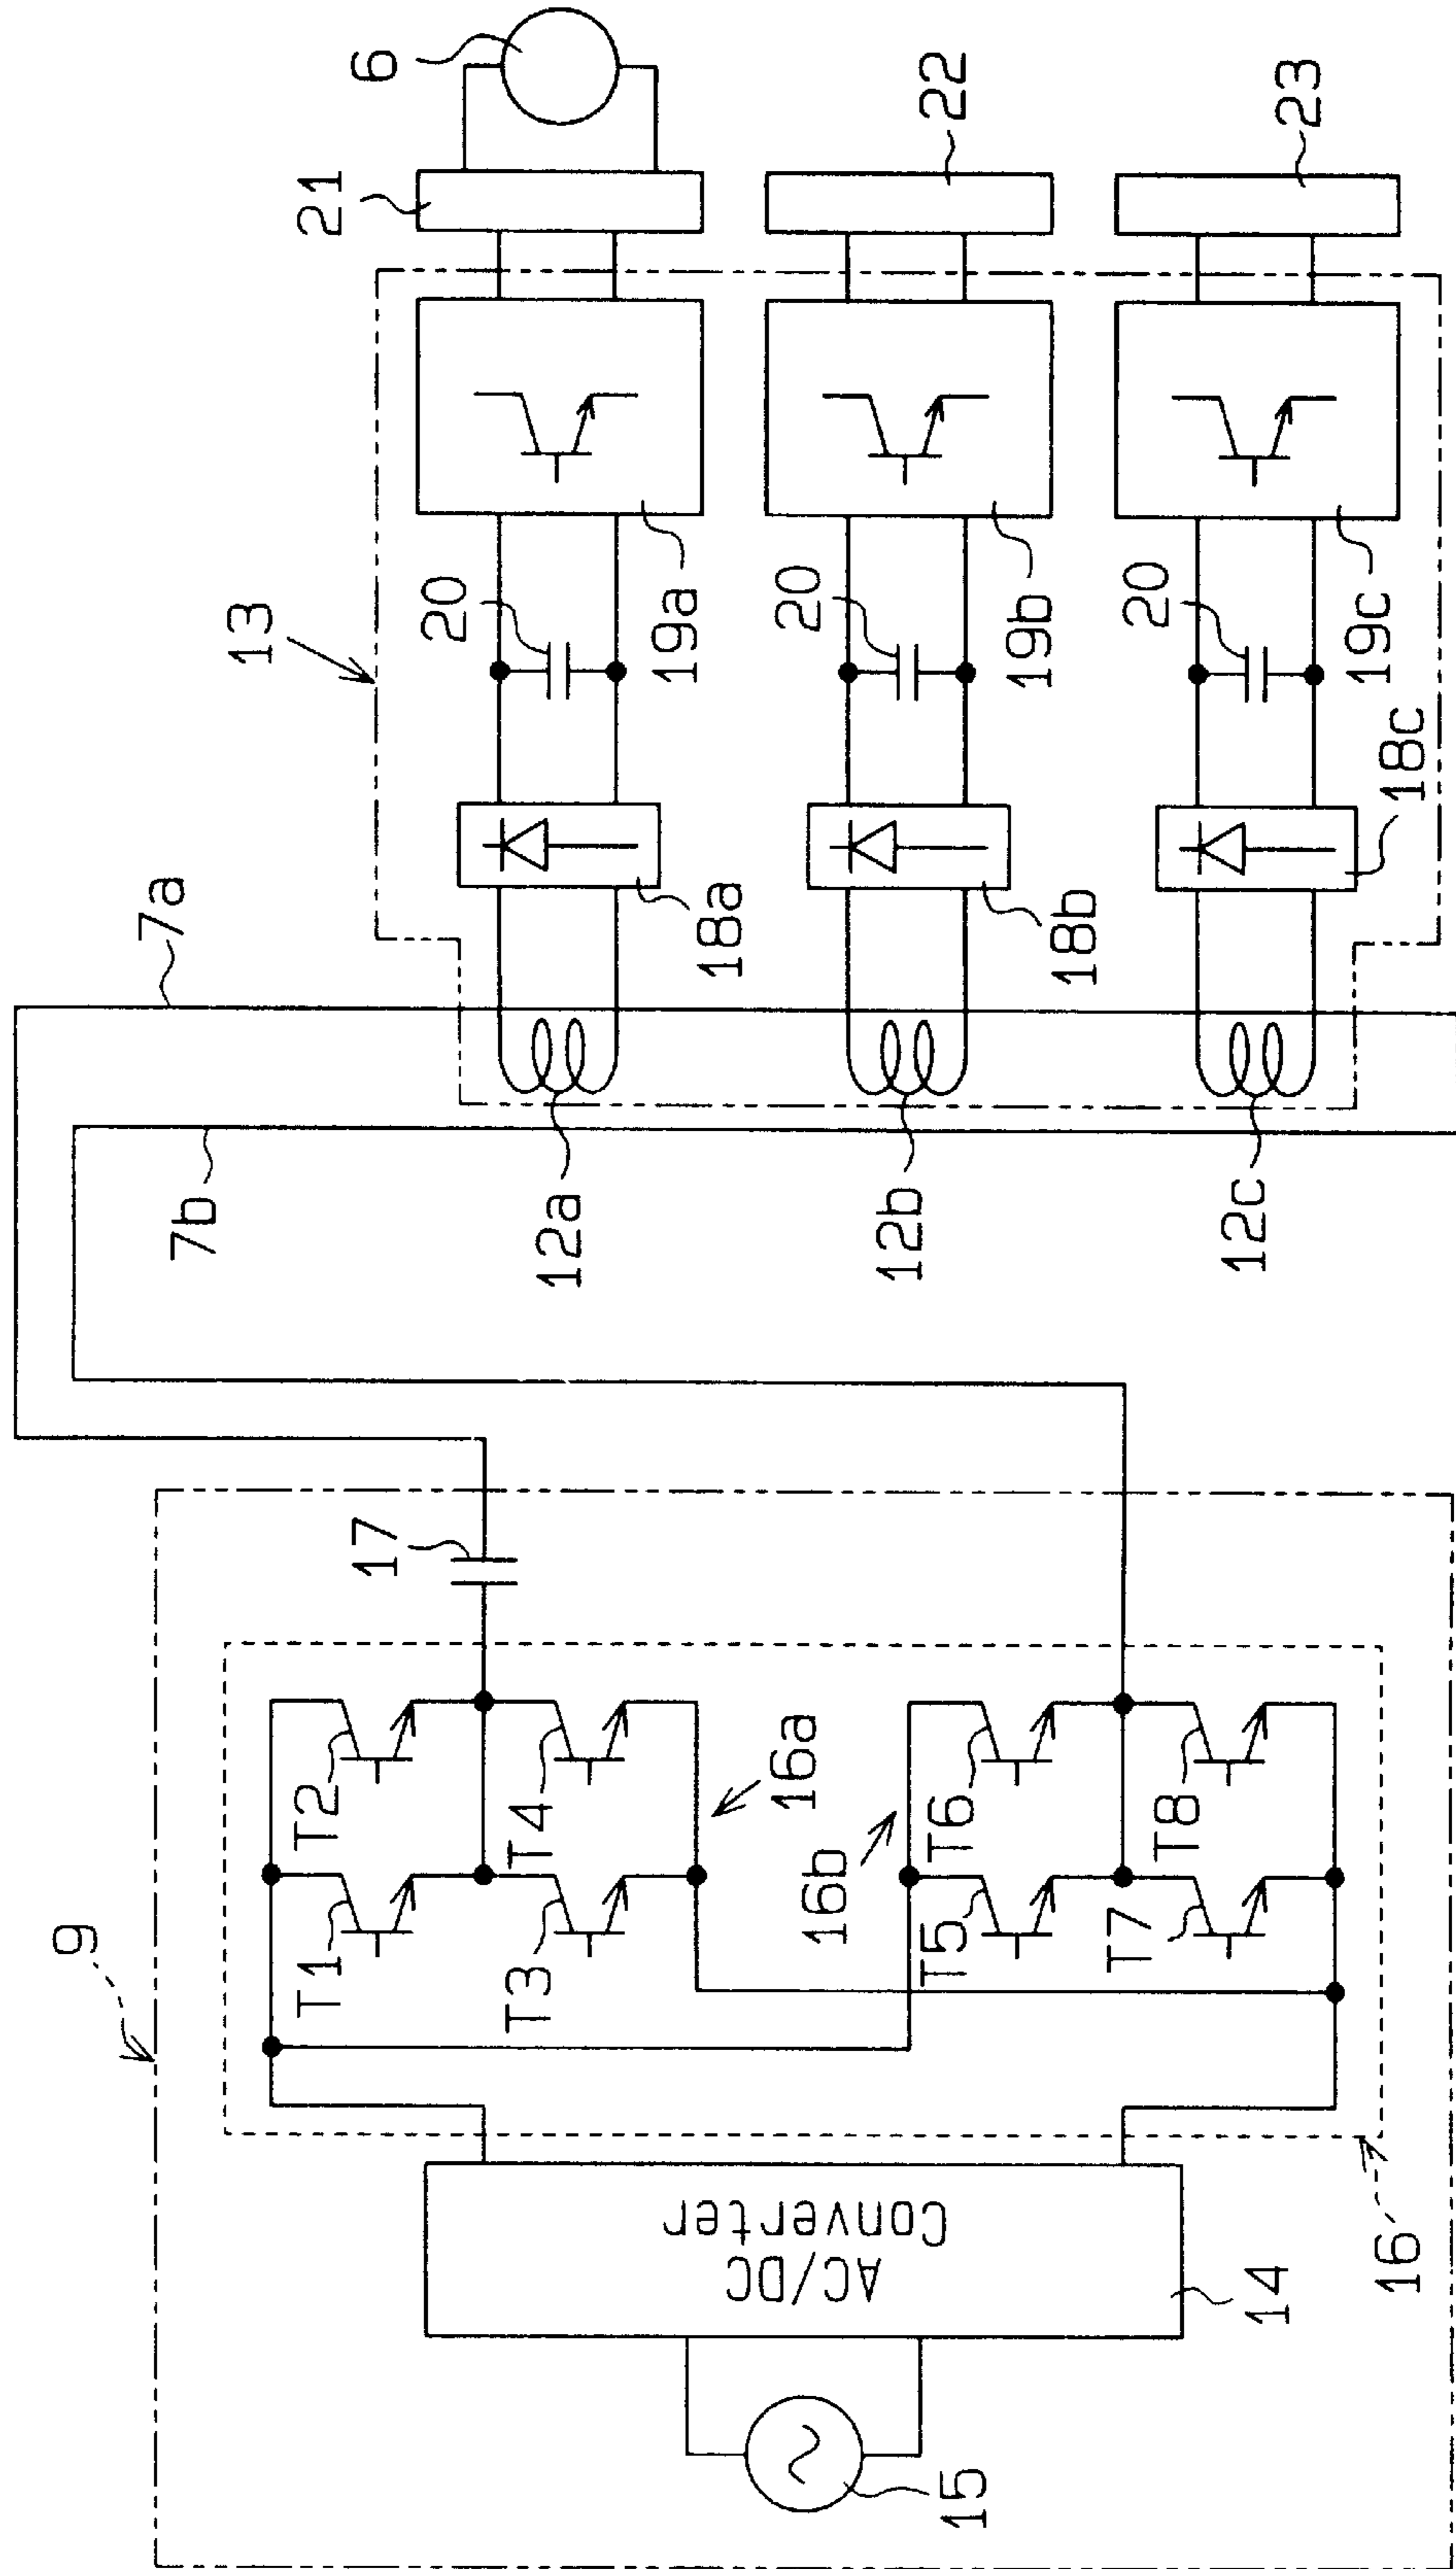 6
21
22
23
13
20
19a
20
19b
20
19c
18a
18b
18c
7a
7b
12a
12b
12c
17
T2
T4
16a
16b
T6
T8
T1
T3
T5
T7
9
AC/DC
Converter
14
16
15